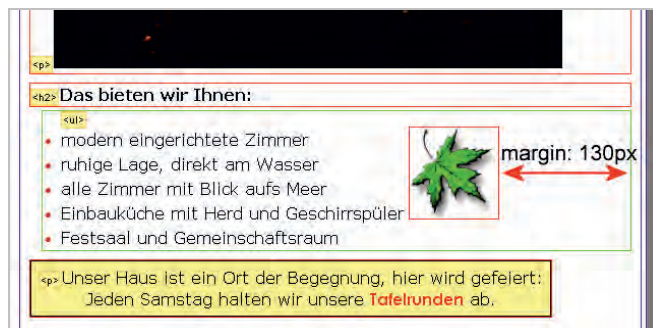 <p>
<h2> Das bieten wir Ihnen:
<ul>
• modern eingerichtete Zimmer
• ruhige Lage, direkt am Wasser
• alle Zimmer mit Blick aufs Meer
• Einbauküche mit Herd und Geschirrspüler
• Festsaal und Gemeinschaftsraum
margin: 130px
<p> Unser Haus ist ein Ort der Begegnung, hier wird gefeiert:
Jeden Samstag halten wir unsere Tafelrunden ab.